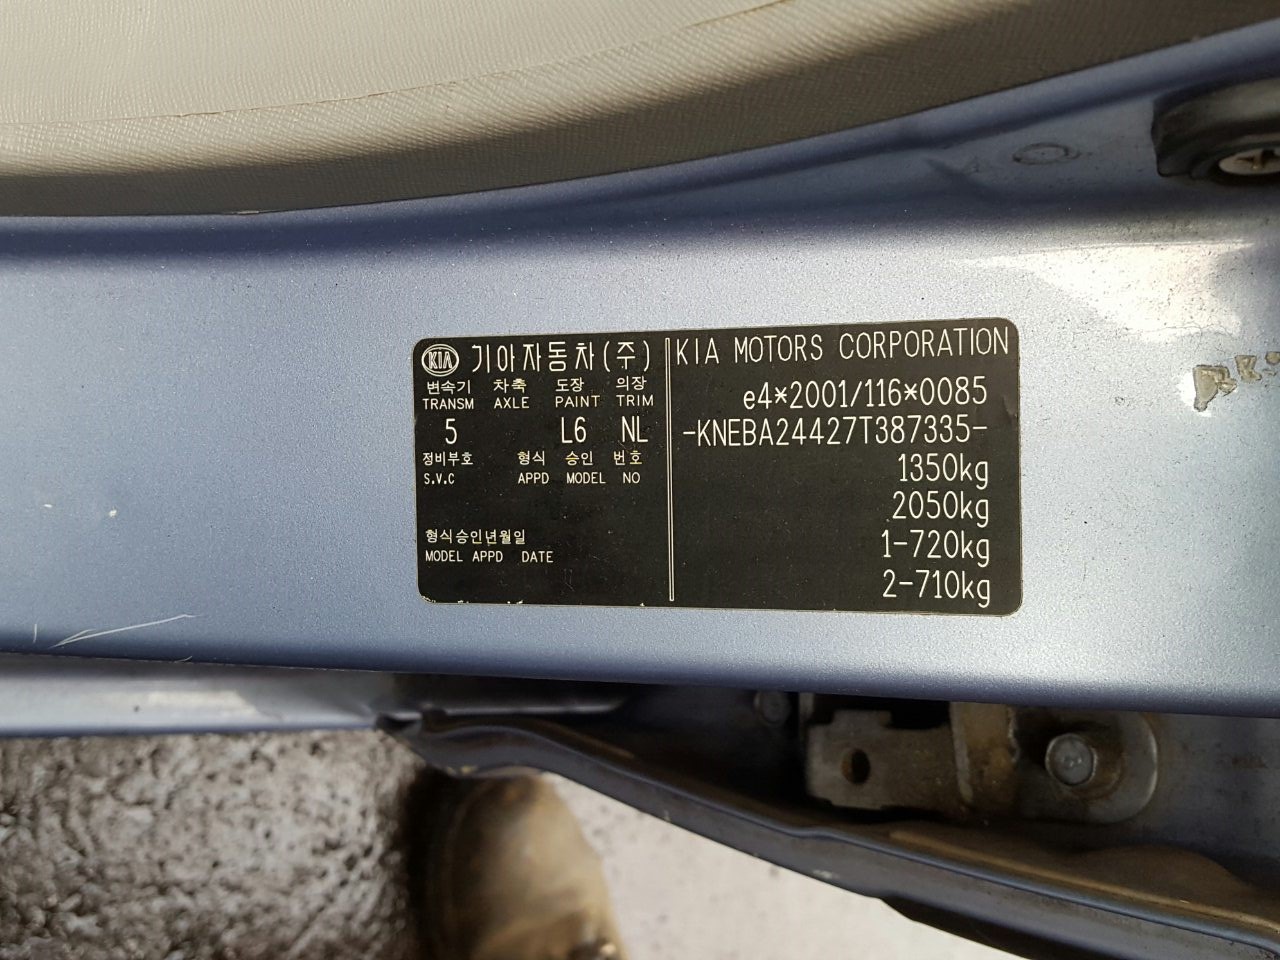 KIA 기아자동차(주)
변속기 차축 도장 의장
TRANSM AXLE PAINT TRIM
5 L6 NL
정비부호 형식 승인 번호
S.V.C APPD MODEL NO
형식승인년월일
MODEL APPD DATE
KIA MOTORS CORPORATION
e4*2001/116*0085
-KNEBA24427T387335-
1350kg
2050kg
1-720kg
2-710kg